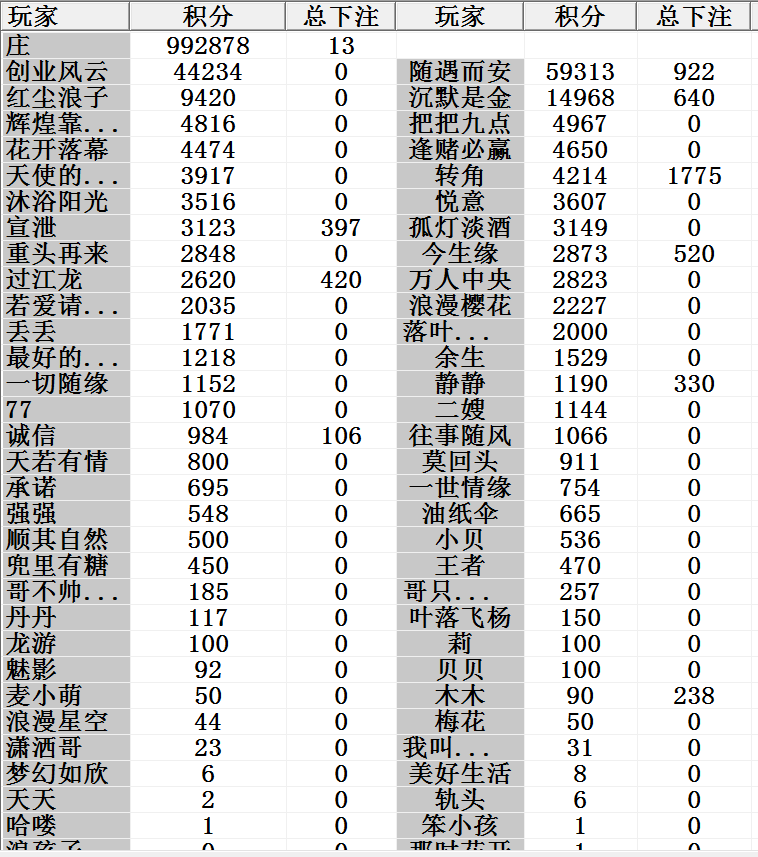 玩家 积分 总下注 玩家 积分 总下注
庄 992878 13
创业风云 44234 0 随遇而安 59313 922
红尘浪子 9420 0 沉默是金 14968 640
辉煌靠... 4816 0 把把九点 4967 0
花开落幕 4474 0 逢赌必赢 4650 0
天使的... 3917 0 转角 4214 1775
沐浴阳光 3516 0 悦意 3607 0
宣泄 3123 397 孤灯淡酒 3149 0
重头再来 2848 0 今生缘 2873 520
过江龙 2620 420 万人中央 2823 0
若爱请... 2035 0 浪漫樱花 2227 0
丢丢 1771 0 落叶... 2000 0
最好的... 1218 0 余生 1529 0
一切随缘 1152 0 静静 1190 330
77 1070 0 二嫂 1144 0
诚信 984 106 往事随风 1066 0
天若有情 800 0 莫回头 911 0
承诺 695 0 一世情缘 754 0
强强 548 0 油纸伞 665 0
顺其自然 500 0 小贝 536 0
兜里有糖 450 0 王者 470 0
哥不帅... 185 0 哥只... 257 0
丹丹 117 0 叶落飞杨 150 0
龙游 100 0 莉 100 0
魅影 92 0 贝贝 100 0
麦小萌 50 0 木木 90 238
浪漫星空 44 0 梅花 50 0
潇洒哥 23 0 我叫... 31 0
梦幻如欣 6 0 美好生活 8 0
天天 2 0 轨头 6 0
哈喽 1 0 笨小孩 1 0